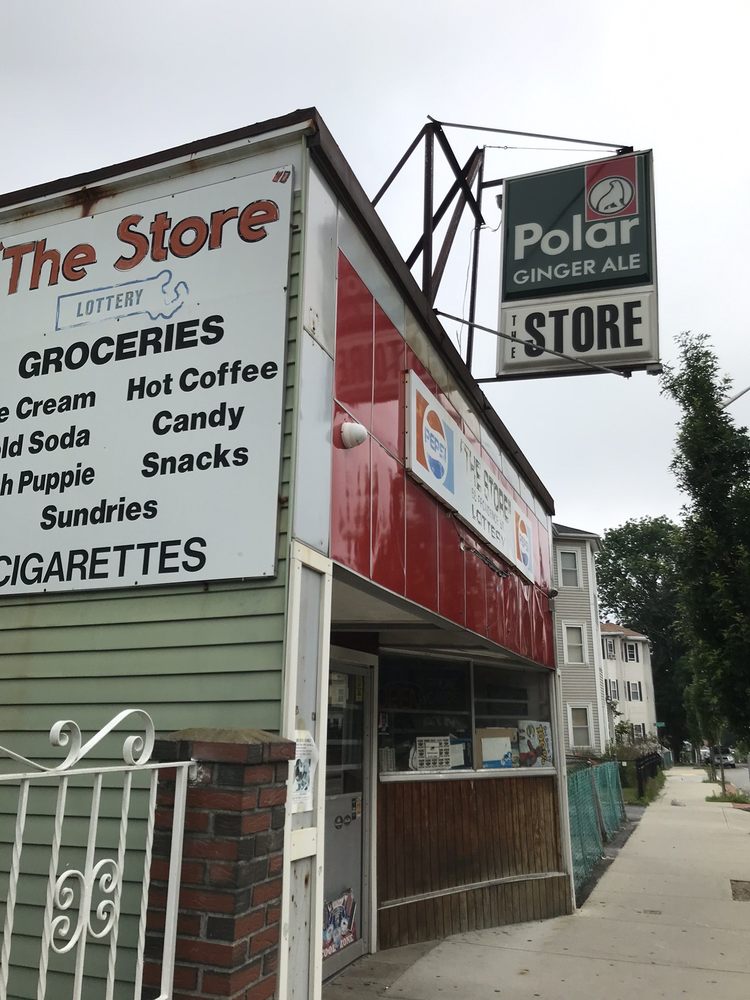 "The Store
LOTTERY
GROCERIES
e Cream
Hot Coffee
ld Soda
Candy
h Puppie
Snacks
Sundries
CIGARETTES
Polar
GINGER ALE
THE STORE
PEPSI
"THE STORE"
LOTTERY